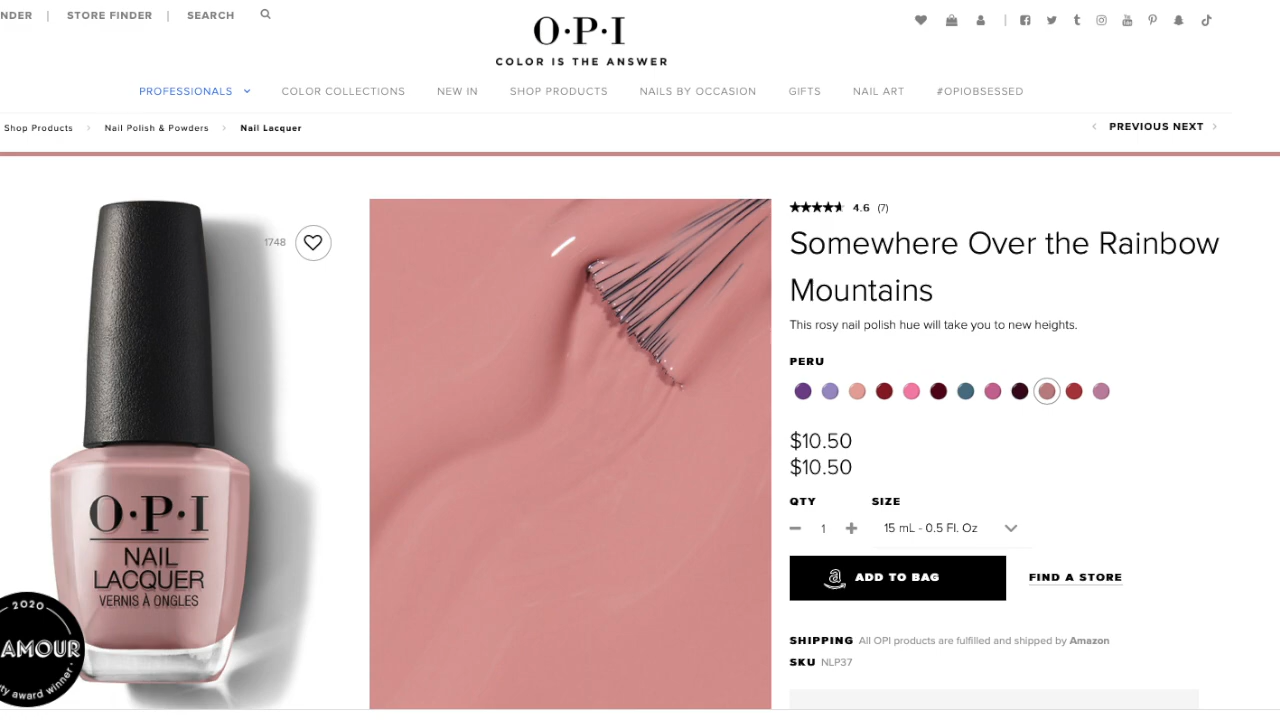 NDER | STORE FINDER | SEARCH
O·P·I
COLOR IS THE ANSWER
PROFESSIONALS COLOR COLLECTIONS NEW IN SHOP PRODUCTS NAILS BY OCCASION GIFTS NAIL ART #OPIOBSESSED
Shop Products > Nail Polish & Powders > Nail Lacquer
< PREVIOUS NEXT >
1748
O·P·I
NAIL
LACQUER
VERNIS À ONGLES
2020
AMOUR
ty award winner
4.6 (7)
Somewhere Over the Rainbow
Mountains
This rosy nail polish hue will take you to new heights.
PERU
$10.50
$10.50
QTY SIZE
1 15 mL - 0.5 Fl. Oz
ADD TO BAG FIND A STORE
SHIPPING All OPI products are fulfilled and shipped by Amazon
SKU NLP37